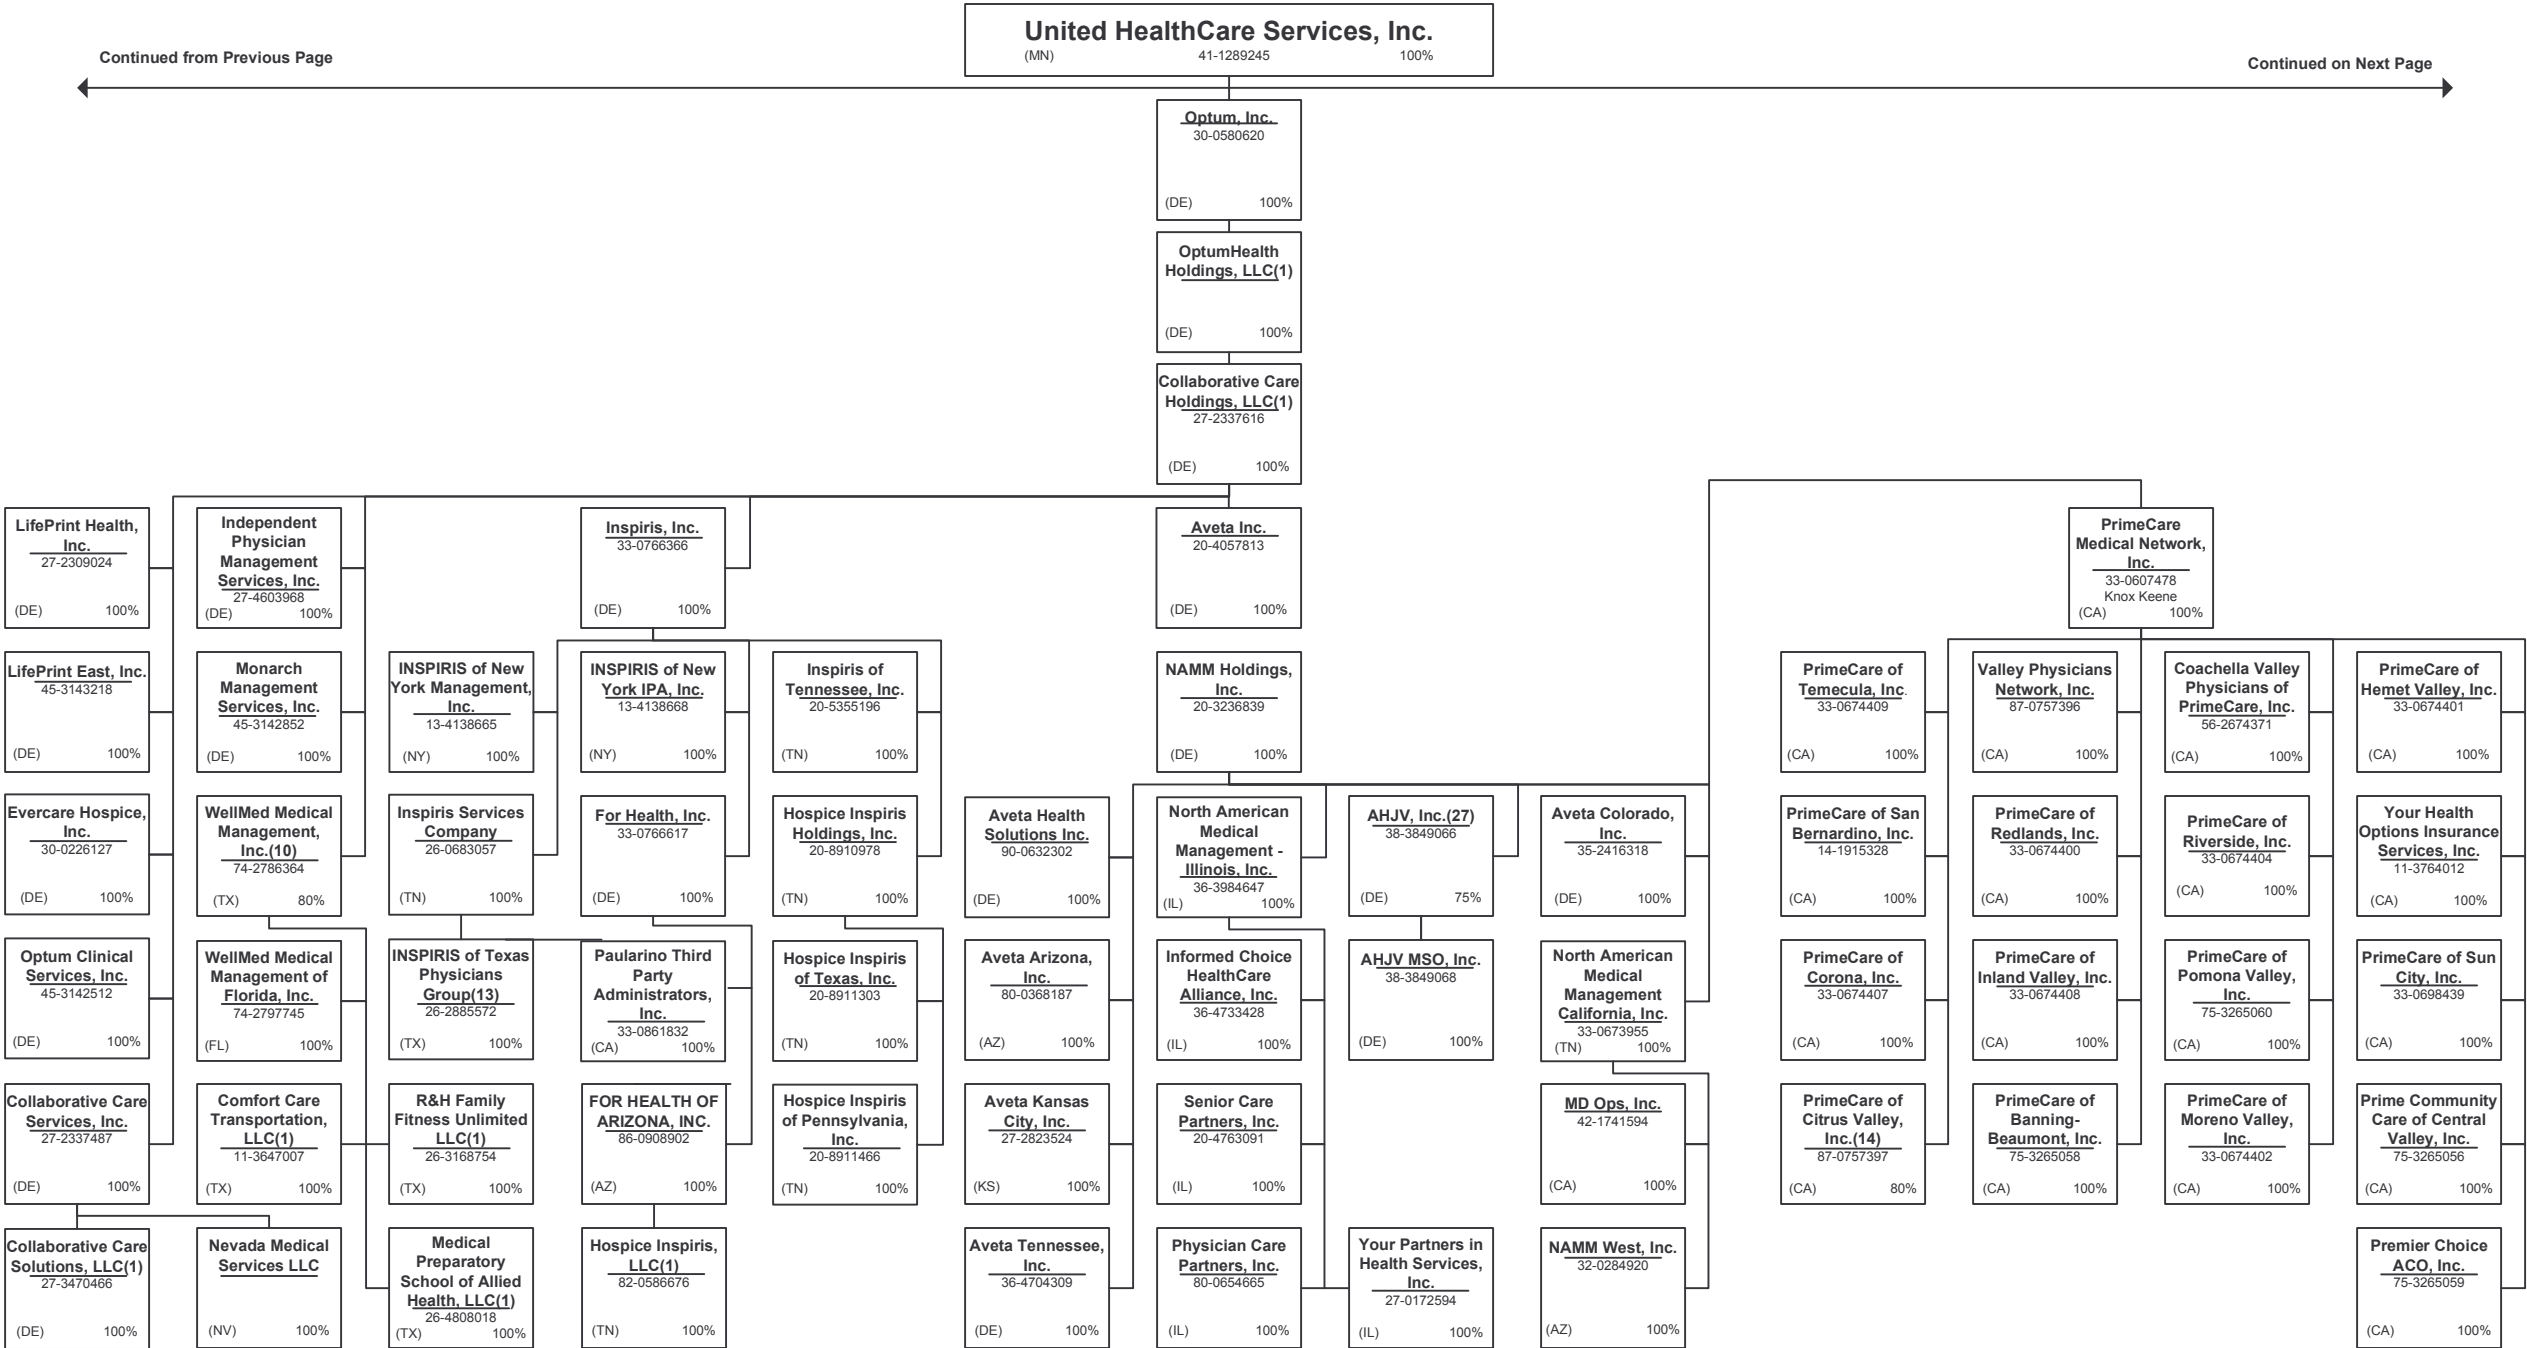 United HealthCare Services, Inc.
(MN) 41-1289245 100%
Continued from Previous Page
Continued on Next Page
Optum, Inc.
30-0580620
(DE) 100%
OptumHealth
Holdings, LLC(1)
(DE) 100%
Collaborative Care
Holdings, LLC(1)
27-2337616
(DE) 100%
LifePrint Health,
Inc.
27-2309024
(DE) 100%
Independent
Physician
Management
Services, Inc.
27-4603968
(DE) 100%
Inspiris, Inc.
33-0766366
(DE) 100%
Aveta Inc.
20-4057813
(DE) 100%
PrimeCare
Medical Network,
Inc.
33-0607478
Knox Keene
(CA) 100%
LifePrint East, Inc.
45-3143218
(DE) 100%
Monarch
Management
Services, Inc.
45-3142852
(DE) 100%
INSPIRIS of New
York Management,
Inc.
13-4138665
(NY) 100%
INSPIRIS of New
York IPA, Inc.
13-4138668
(NY) 100%
Inspiris of
Tennessee, Inc.
20-5355196
(TN) 100%
NAMM Holdings,
Inc.
20-3236839
(DE) 100%
PrimeCare of
Temecula, Inc.
33-0674409
(CA) 100%
Valley Physicians
Network, Inc.
87-0757396
(CA) 100%
Coachella Valley
Physicians of
PrimeCare, Inc.
56-2674371
(CA) 100%
PrimeCare of
Hemet Valley, Inc.
33-0674401
(CA) 100%
Evercare Hospice,
Inc.
30-0226127
(DE) 100%
WellMed Medical
Management,
Inc.(10)
74-2786364
(TX) 80%
Inspiris Services
Company
26-0683057
(TN) 100%
For Health, Inc.
33-0766617
(DE) 100%
Hospice Inspiris
Holdings, Inc.
20-8910978
(TN) 100%
Aveta Health
Solutions Inc.
90-0632302
(DE) 100%
North American
Medical
Management -
Illinois, Inc.
36-3984647
(IL) 100%
AHJV, Inc.(27)
38-3849066
(DE) 75%
Aveta Colorado,
Inc.
35-2416318
(DE) 100%
PrimeCare of San
Bernardino, Inc.
14-1915328
(CA) 100%
PrimeCare of
Redlands, Inc.
33-0674400
(CA) 100%
PrimeCare of
Riverside, Inc.
33-0674404
(CA) 100%
Your Health
Options Insurance
Services, Inc.
11-3764012
(CA) 100%
Optum Clinical
Services, Inc.
45-3142512
(DE) 100%
WellMed Medical
Management of
Florida, Inc.
74-2797745
(FL) 100%
INSPIRIS of Texas
Physicians
Group(13)
26-2885572
(TX) 100%
Paularino Third
Party
Administrators,
Inc.
33-0861832
(CA) 100%
Hospice Inspiris
of Texas, Inc.
20-8911303
(TN) 100%
Aveta Arizona,
Inc.
80-0368187
(AZ) 100%
Informed Choice
HealthCare
Alliance, Inc.
36-4733428
(IL) 100%
AHJV MSO, Inc.
38-3849068
(DE) 100%
North American
Medical
Management
California, Inc.
33-0673955
(TN) 100%
PrimeCare of
Corona, Inc.
33-0674407
(CA) 100%
PrimeCare of
Inland Valley, Inc.
33-0674408
(CA) 100%
PrimeCare of
Pomona Valley,
Inc.
75-3265060
(CA) 100%
PrimeCare of Sun
City, Inc.
33-0698439
(CA) 100%
Collaborative Care
Services, Inc.
27-2337487
(DE) 100%
Comfort Care
Transportation,
LLC(1)
11-3647007
(TX) 100%
R&H Family
Fitness Unlimited
LLC(1)
26-3168754
(TX) 100%
FOR HEALTH OF
ARIZONA, INC.
86-0908902
(AZ) 100%
Hospice Inspiris
of Pennsylvania,
Inc.
20-8911466
(TN) 100%
Aveta Kansas
City, Inc.
27-2823524
(KS) 100%
Senior Care
Partners, Inc.
20-4763091
(IL) 100%
MD Ops, Inc.
42-1741594
(CA) 100%
PrimeCare of
Citrus Valley,
Inc.(14)
87-0757397
(CA) 80%
PrimeCare of
Banning-
Beaumont, Inc.
75-3265058
(CA) 100%
PrimeCare of
Moreno Valley,
Inc.
33-0674402
(CA) 100%
Prime Community
Care of Central
Valley, Inc.
75-3265056
(CA) 100%
Collaborative Care
Solutions, LLC(1)
27-3470466
(DE) 100%
Nevada Medical
Services LLC
(NV) 100%
Medical
Preparatory
School of Allied
Health, LLC(1)
26-4808018
(TX) 100%
Hospice Inspiris,
LLC(1)
82-0586676
(TN) 100%
Aveta Tennessee,
Inc.
36-4704309
(DE) 100%
Physician Care
Partners, Inc.
80-0654665
(IL) 100%
Your Partners in
Health Services,
Inc.
27-0172594
(IL) 100%
NAMM West, Inc.
32-0284920
(AZ) 100%
Premier Choice
ACO, Inc.
75-3265059
(CA) 100%